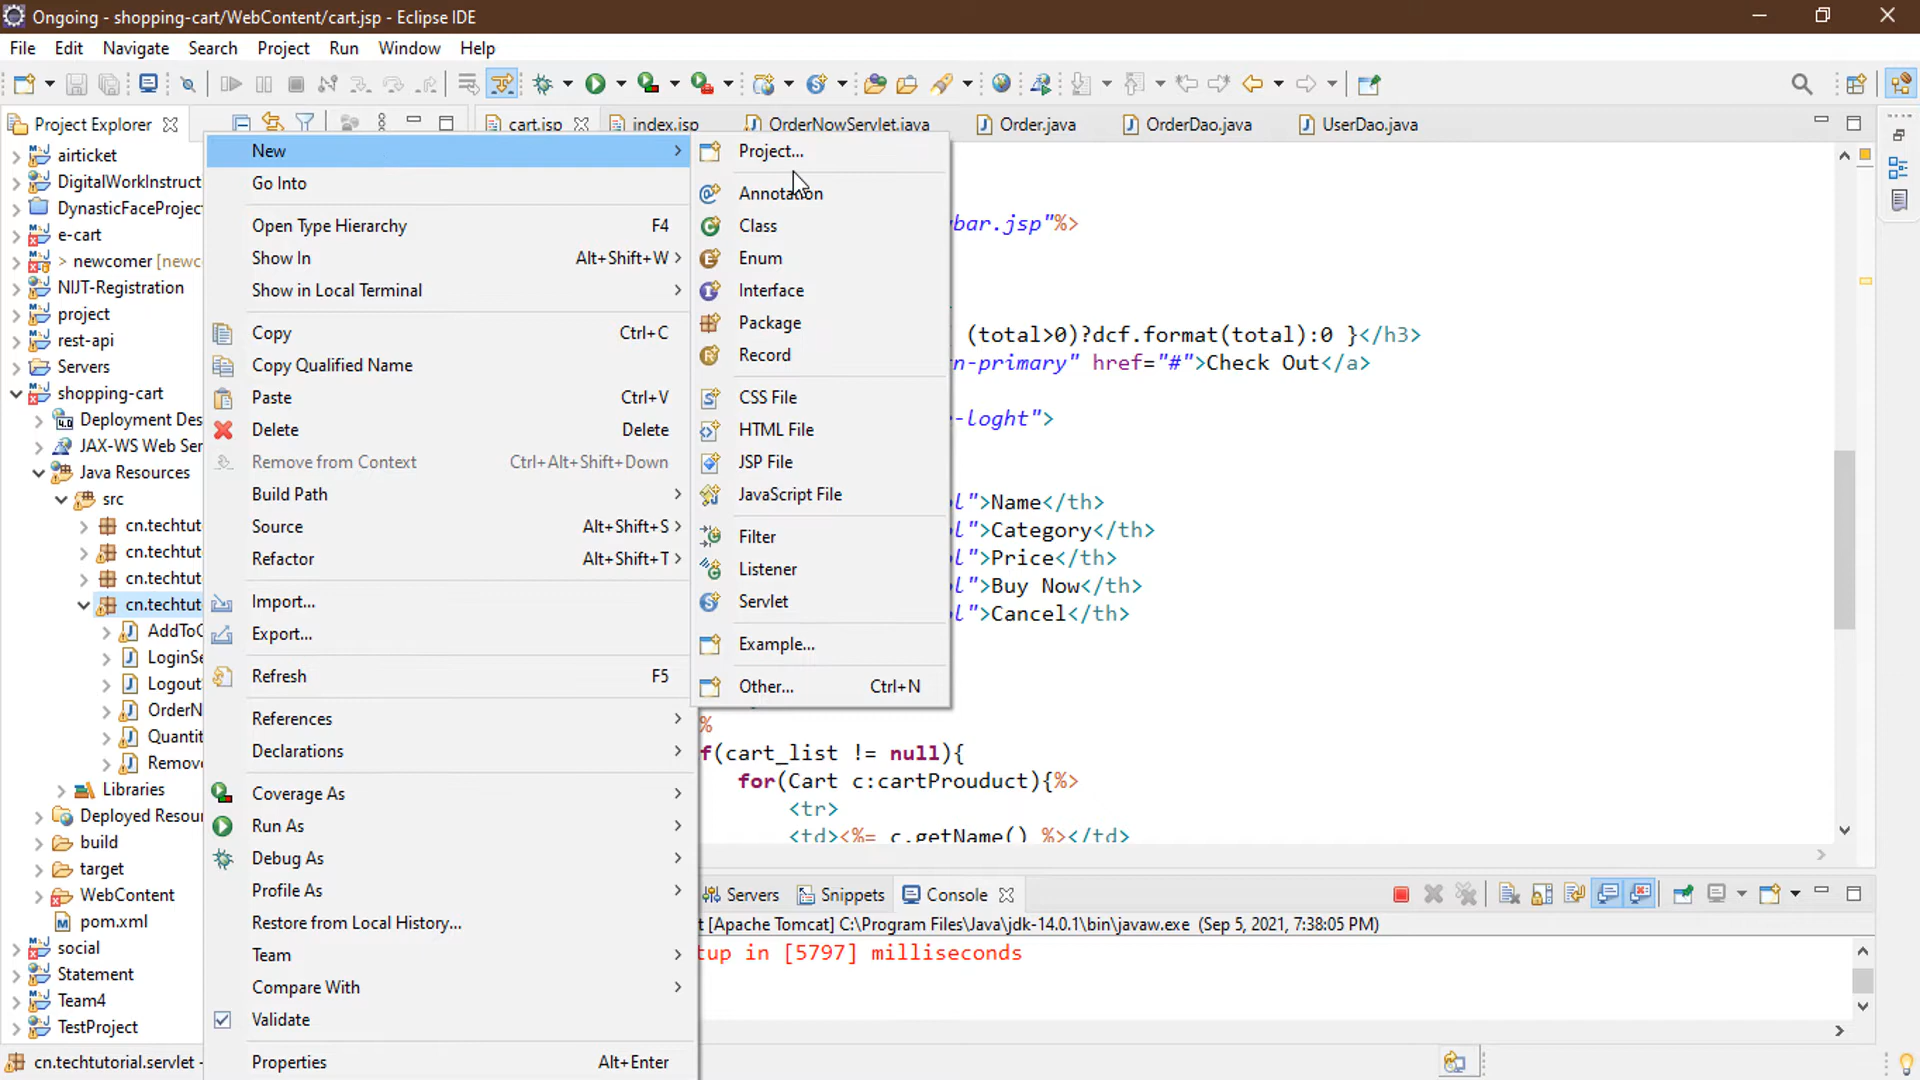 Ongoing - shopping-cart/WebContent/cart.jsp - Eclipse IDE
File Edit Navigate Search Project Run Window Help
Project Explorer
cart.jsp
index.jsp
OrderNowServlet.java
Order.java
OrderDao.java
UserDao.java
airticket
DigitalWorkInstruct
DynasticFaceProjec
e-cart
> newcomer [newc
NIJT-Registration
project
rest-api
Servers
shopping-cart
Deployment Des
JAX-WS Web Ser
Java Resources
src
cn.techtut
cn.techtut
cn.techtut
cn.techtut
AddToC
LoginSe
Logout
OrderN
Quantit
Remov
Libraries
Deployed Resou
build
target
WebContent
pom.xml
social
Statement
Team4
TestProject
cn.techtutorial.servlet -
New
Go Into
Open Type Hierarchy F4
Show In Alt+Shift+W
Show in Local Terminal
Copy Ctrl+C
Copy Qualified Name
Paste Ctrl+V
Delete Delete
Remove from Context Ctrl+Alt+Shift+Down
Build Path
Source Alt+Shift+S
Refactor Alt+Shift+T
Import...
Export...
Refresh F5
References
Declarations
Coverage As
Run As
Debug As
Profile As
Restore from Local History...
Team
Compare With
Validate
Properties Alt+Enter
Project...
Annotation
Class
Enum
Interface
Package
Record
CSS File
HTML File
JSP File
JavaScript File
Filter
Listener
Servlet
Example...
Other... Ctrl+N
bar.jsp"%>
(total>0)?dcf.format(total):0 }</h3>
n-primary" href="#">Check Out</a>
-loght">
ol">Name</th>
ol">Category</th>
ol">Price</th>
ol">Buy Now</th>
ol">Cancel</th>
%
f(cart_list != null){
for(Cart c:cartProuduct){%>
<tr>
<td><%= c.getName() %></td>
Servers
Snippets
Console
t [Apache Tomcat] C:\Program Files\Java\jdk-14.0.1\bin\javaw.exe (Sep 5, 2021, 7:38:05 PM)
tup in [5797] milliseconds